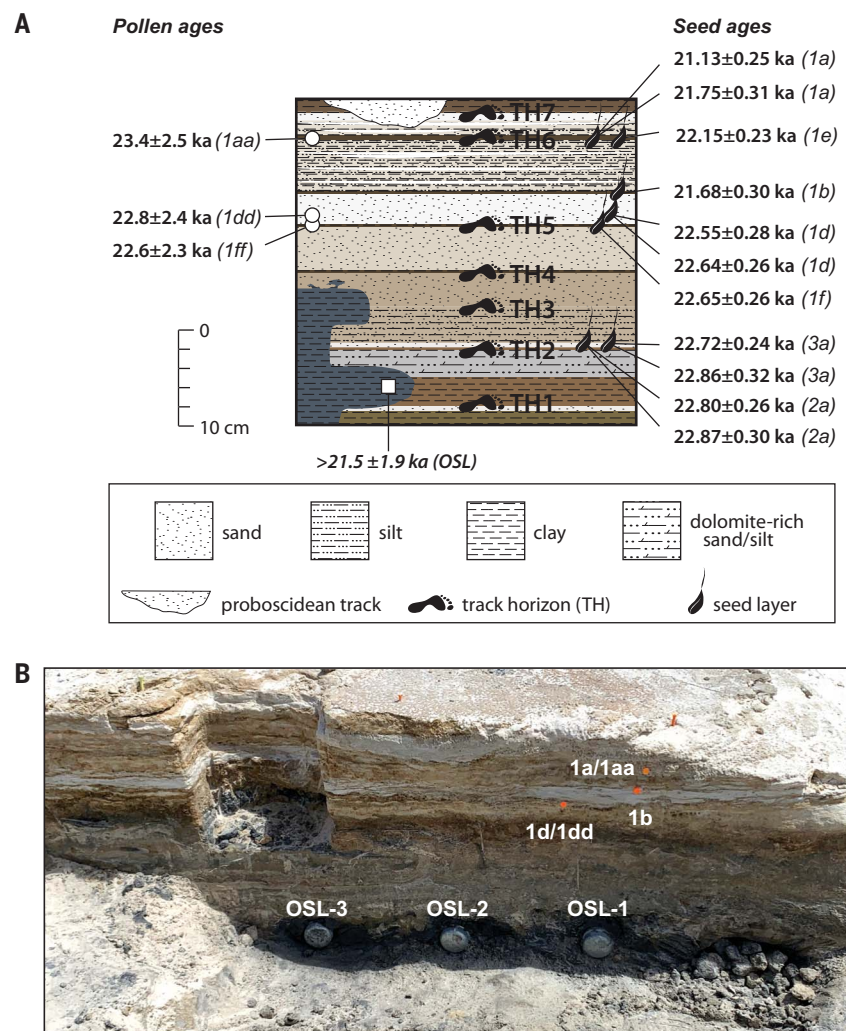 A
Pollen ages
Seed ages
21.13±0.25 ka (1a)
21.75±0.31 ka (1a)
TH7
23.4±2.5 ka (1aa)
TH6
22.15±0.23 ka (1e)
21.68±0.30 ka (1b)
22.8±2.4 ka (1dd)
22.55±0.28 ka (1d)
22.6±2.3 ka (1ff)
TH5
22.64±0.26 ka (1d)
TH4
22.65±0.26 ka (1f)
TH3
0
TH2
22.72±0.24 ka (3a)
22.86±0.32 ka (3a)
TH1
22.80±0.26 ka (2a)
10 cm
22.87±0.30 ka (2a)
>21.5 ±1.9 ka (OSL)
sand
silt
clay
dolomite-rich
sand/silt
proboscidean track
track horizon (TH)
seed layer
B
1a/1aa
1b
1d/1dd
OSL-3
OSL-2
OSL-1